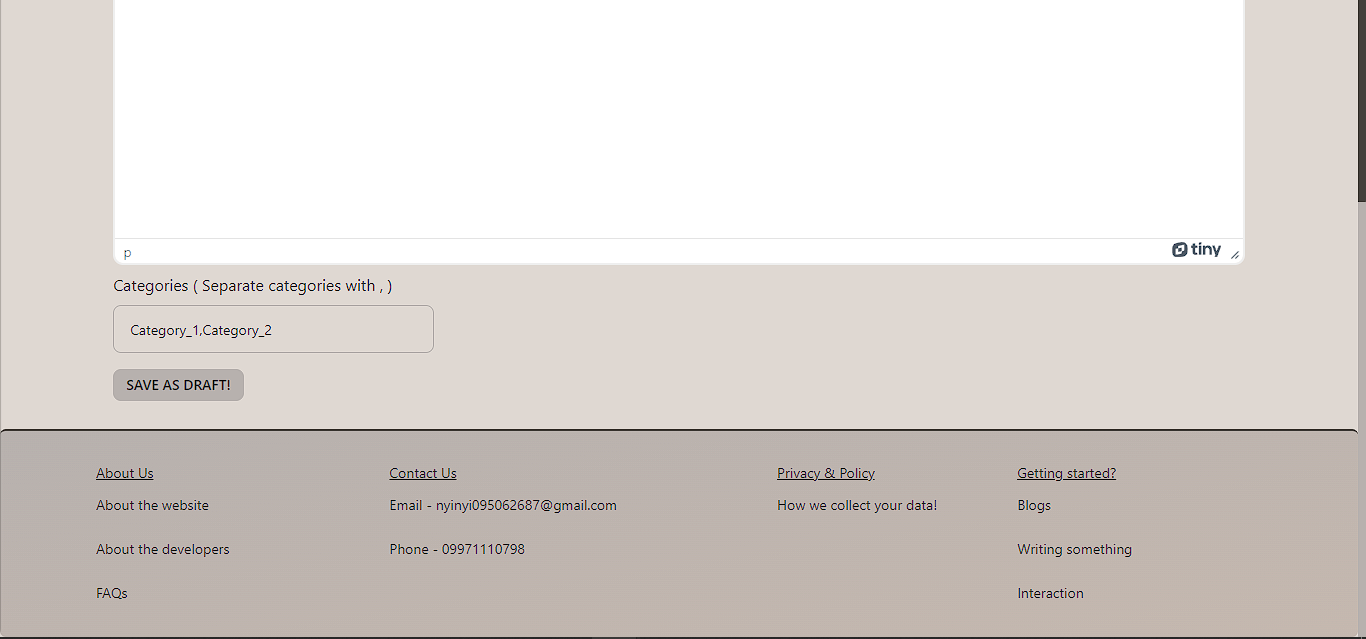 p
tiny
Categories ( Separate categories with , )
Category_1,Category_2
SAVE AS DRAFT!
About Us
About the website
About the developers
FAQs
Contact Us
Email - nyinyi095062687@gmail.com
Phone - 09971110798
Privacy & Policy
How we collect your data!
Getting started?
Blogs
Writing something
Interaction